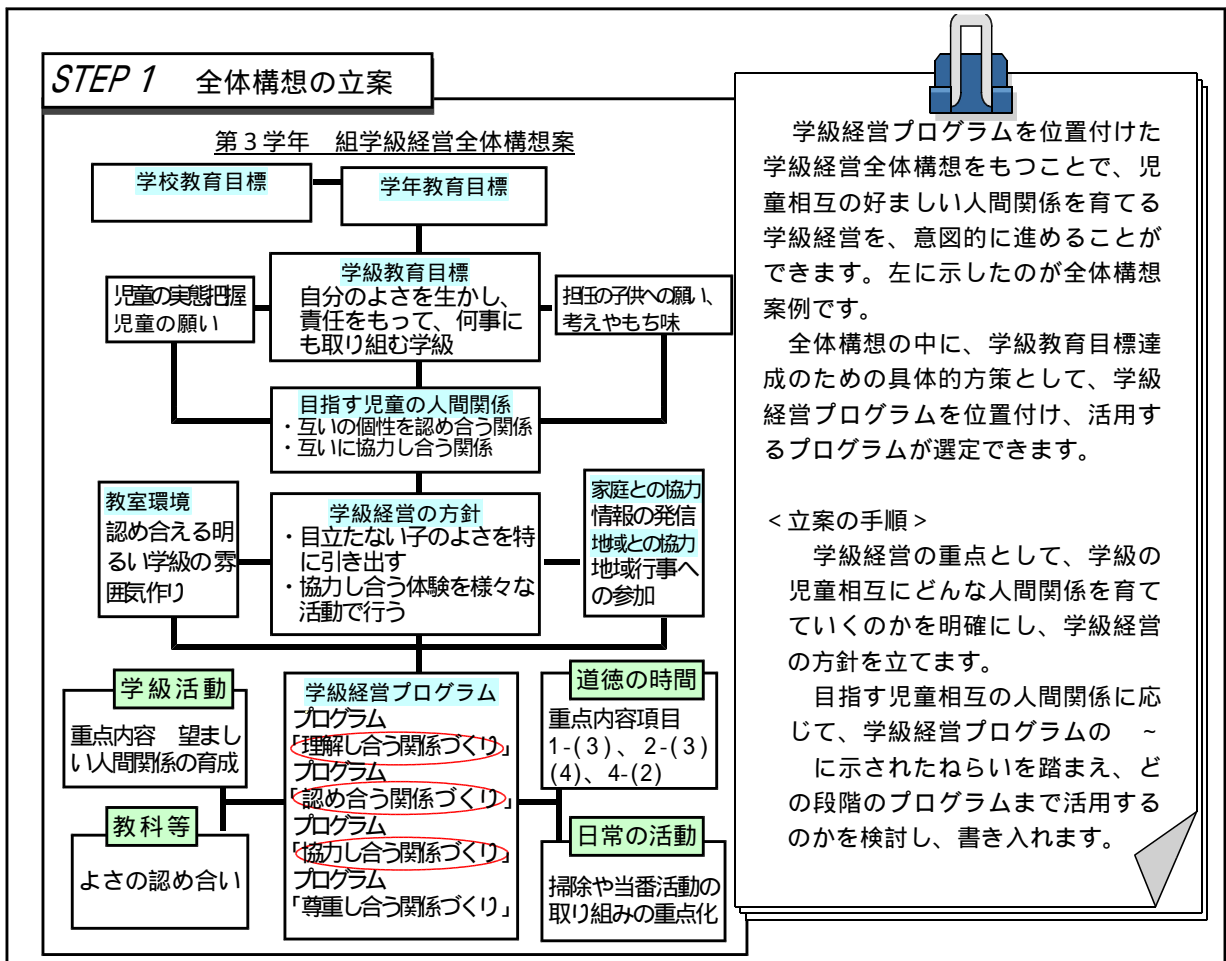 STEP 1 全体構想の立案
第3学年 組学級経営全体構想案
学校教育目標
学年教育目標
学級教育目標
自分のよさを生かし、
責任をもって、何事に
も取り組む学級
児童の実態把握
児童の願い
担任の子供への願い、
考えやもち味
目指す児童の人間関係
・互いの個性を認め合う関係
・互いに協力し合う関係
教室環境
認め合える明
るい学級の雰
囲気作り
学級経営の方針
・目立たない子のよさを特
に引き出す
・協力し合う体験を様々な
活動で行う
家庭との協力
情報の発信
地域との協力
地域行事へ
の参加
学級活動
重点内容 望まし
い人間関係の育成
教科等
よさの認め合い
学級経営プログラム
プログラム
「理解し合う関係づくり」
プログラム
「認め合う関係づくり」
プログラム
「協力し合う関係づくり」
プログラム
「尊重し合う関係づくり」
道徳の時間
重点内容項目
1-(3)、2-(3)
(4)、4-(2)
日常の活動
掃除や当番活動の
取り組みの重点化
学級経営プログラムを位置付けた
学級経営全体構想をもつことで、児
童相互の好ましい人間関係を育てる
学級経営を、意図的に進めることが
できます。左に示したのが全体構想
案例です。
全体構想の中に、学級教育目標達
成のための具体的方策として、学級
経営プログラムを位置付け、活用す
るプログラムが選定できます。
<立案の手順>
学級経営の重点として、学級の
児童相互にどんな人間関係を育て
ていくのかを明確にし、学級経営
の方針を立てます。
目指す児童相互の人間関係に応
じて、学級経営プログラムの ~
に示されたねらいを踏まえ、ど
の段階のプログラムまで活用する
のかを検討し、書き入れます。